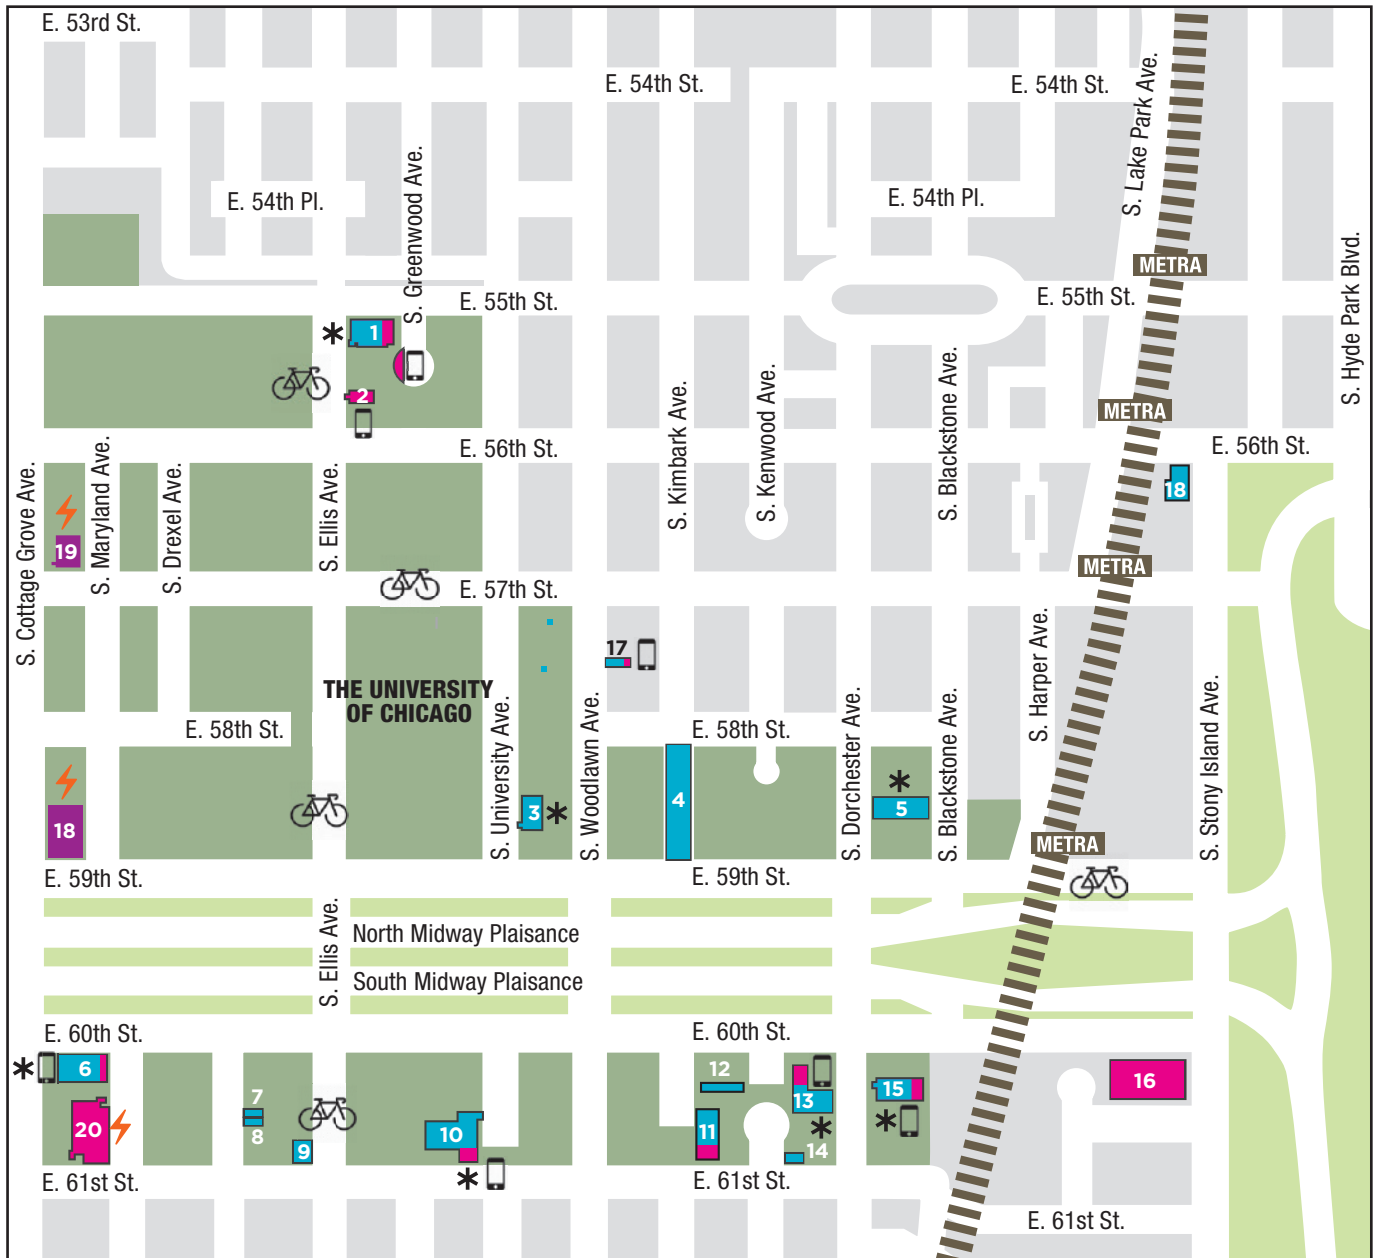 E. 53rd St.
E. 54th St.
E. 54th St.
S. Lake Park Ave.
E. 54th Pl.
E. 54th Pl.
S. Greenwood Ave.
METRA
S. Hyde Park Blvd.
E. 55th St.
E. 55th St.
1
2
METRA
S. Kimbark Ave.
S. Kenwood Ave.
S. Blackstone Ave.
E. 56th St.
E. 56th St.
S. Cottage Grove Ave.
S. Maryland Ave.
S. Drexel Ave.
S. Ellis Ave.
18
19
METRA
E. 57th St.
17
S. Harper Ave.
THE UNIVERSITY
OF CHICAGO
S. University Ave.
S. Woodlawn Ave.
E. 58th St.
E. 58th St.
S. Dorchester Ave.
S. Blackstone Ave.
S. Stony Island Ave.
18
3
4
5
METRA
E. 59th St.
E. 59th St.
S. Ellis Ave.
North Midway Plaisance
South Midway Plaisance
E. 60th St.
E. 60th St.
6
12
13
15
16
7
20
8
9
10
11
14
E. 61st St.
E. 61st St.
E. 61st St.